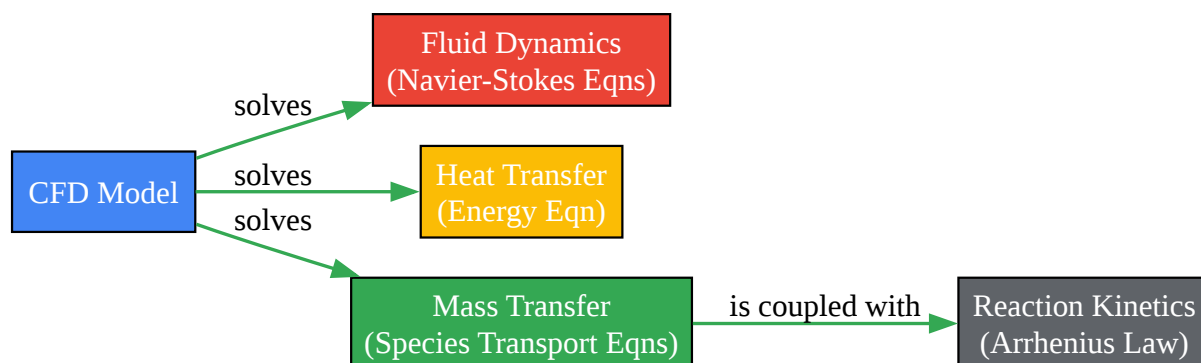 Fluid Dynamics
(Navier-Stokes Eqns)
solves
CFD Model
solves
Heat Transfer
(Energy Eqn)
solves
Mass Transfer
(Species Transport Eqns)
is coupled with
Reaction Kinetics
(Arrhenius Law)